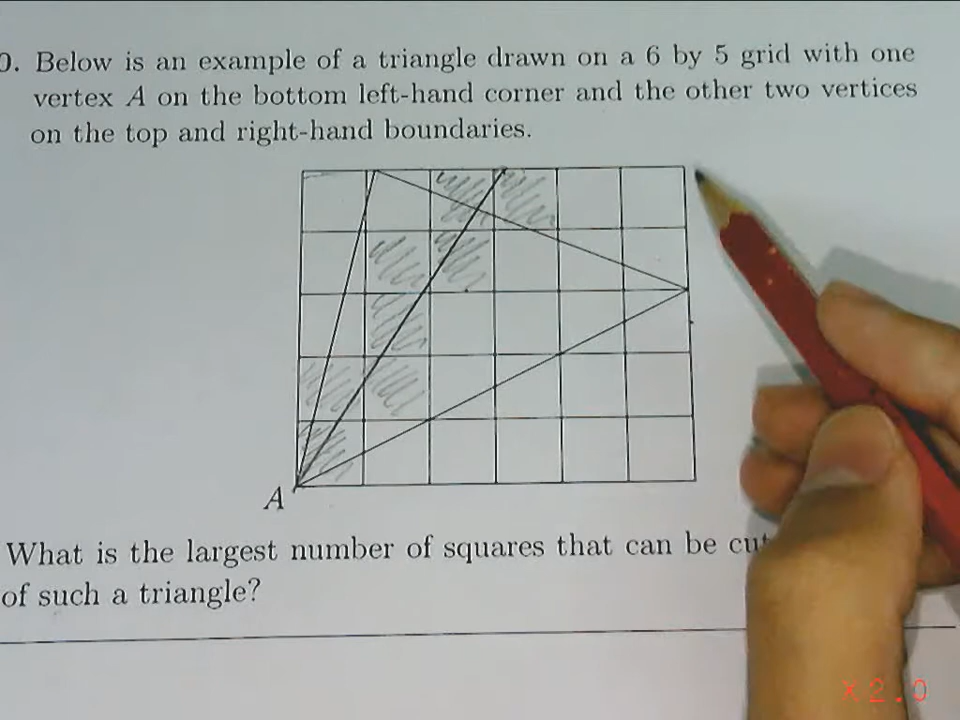 0. Below is an example of a triangle drawn on a 6 by 5 grid with one
vertex A on the bottom left-hand corner and the other two vertices
on the top and right-hand boundaries.
A
What is the largest number of squares that can be
of such a triangle?
x2.0